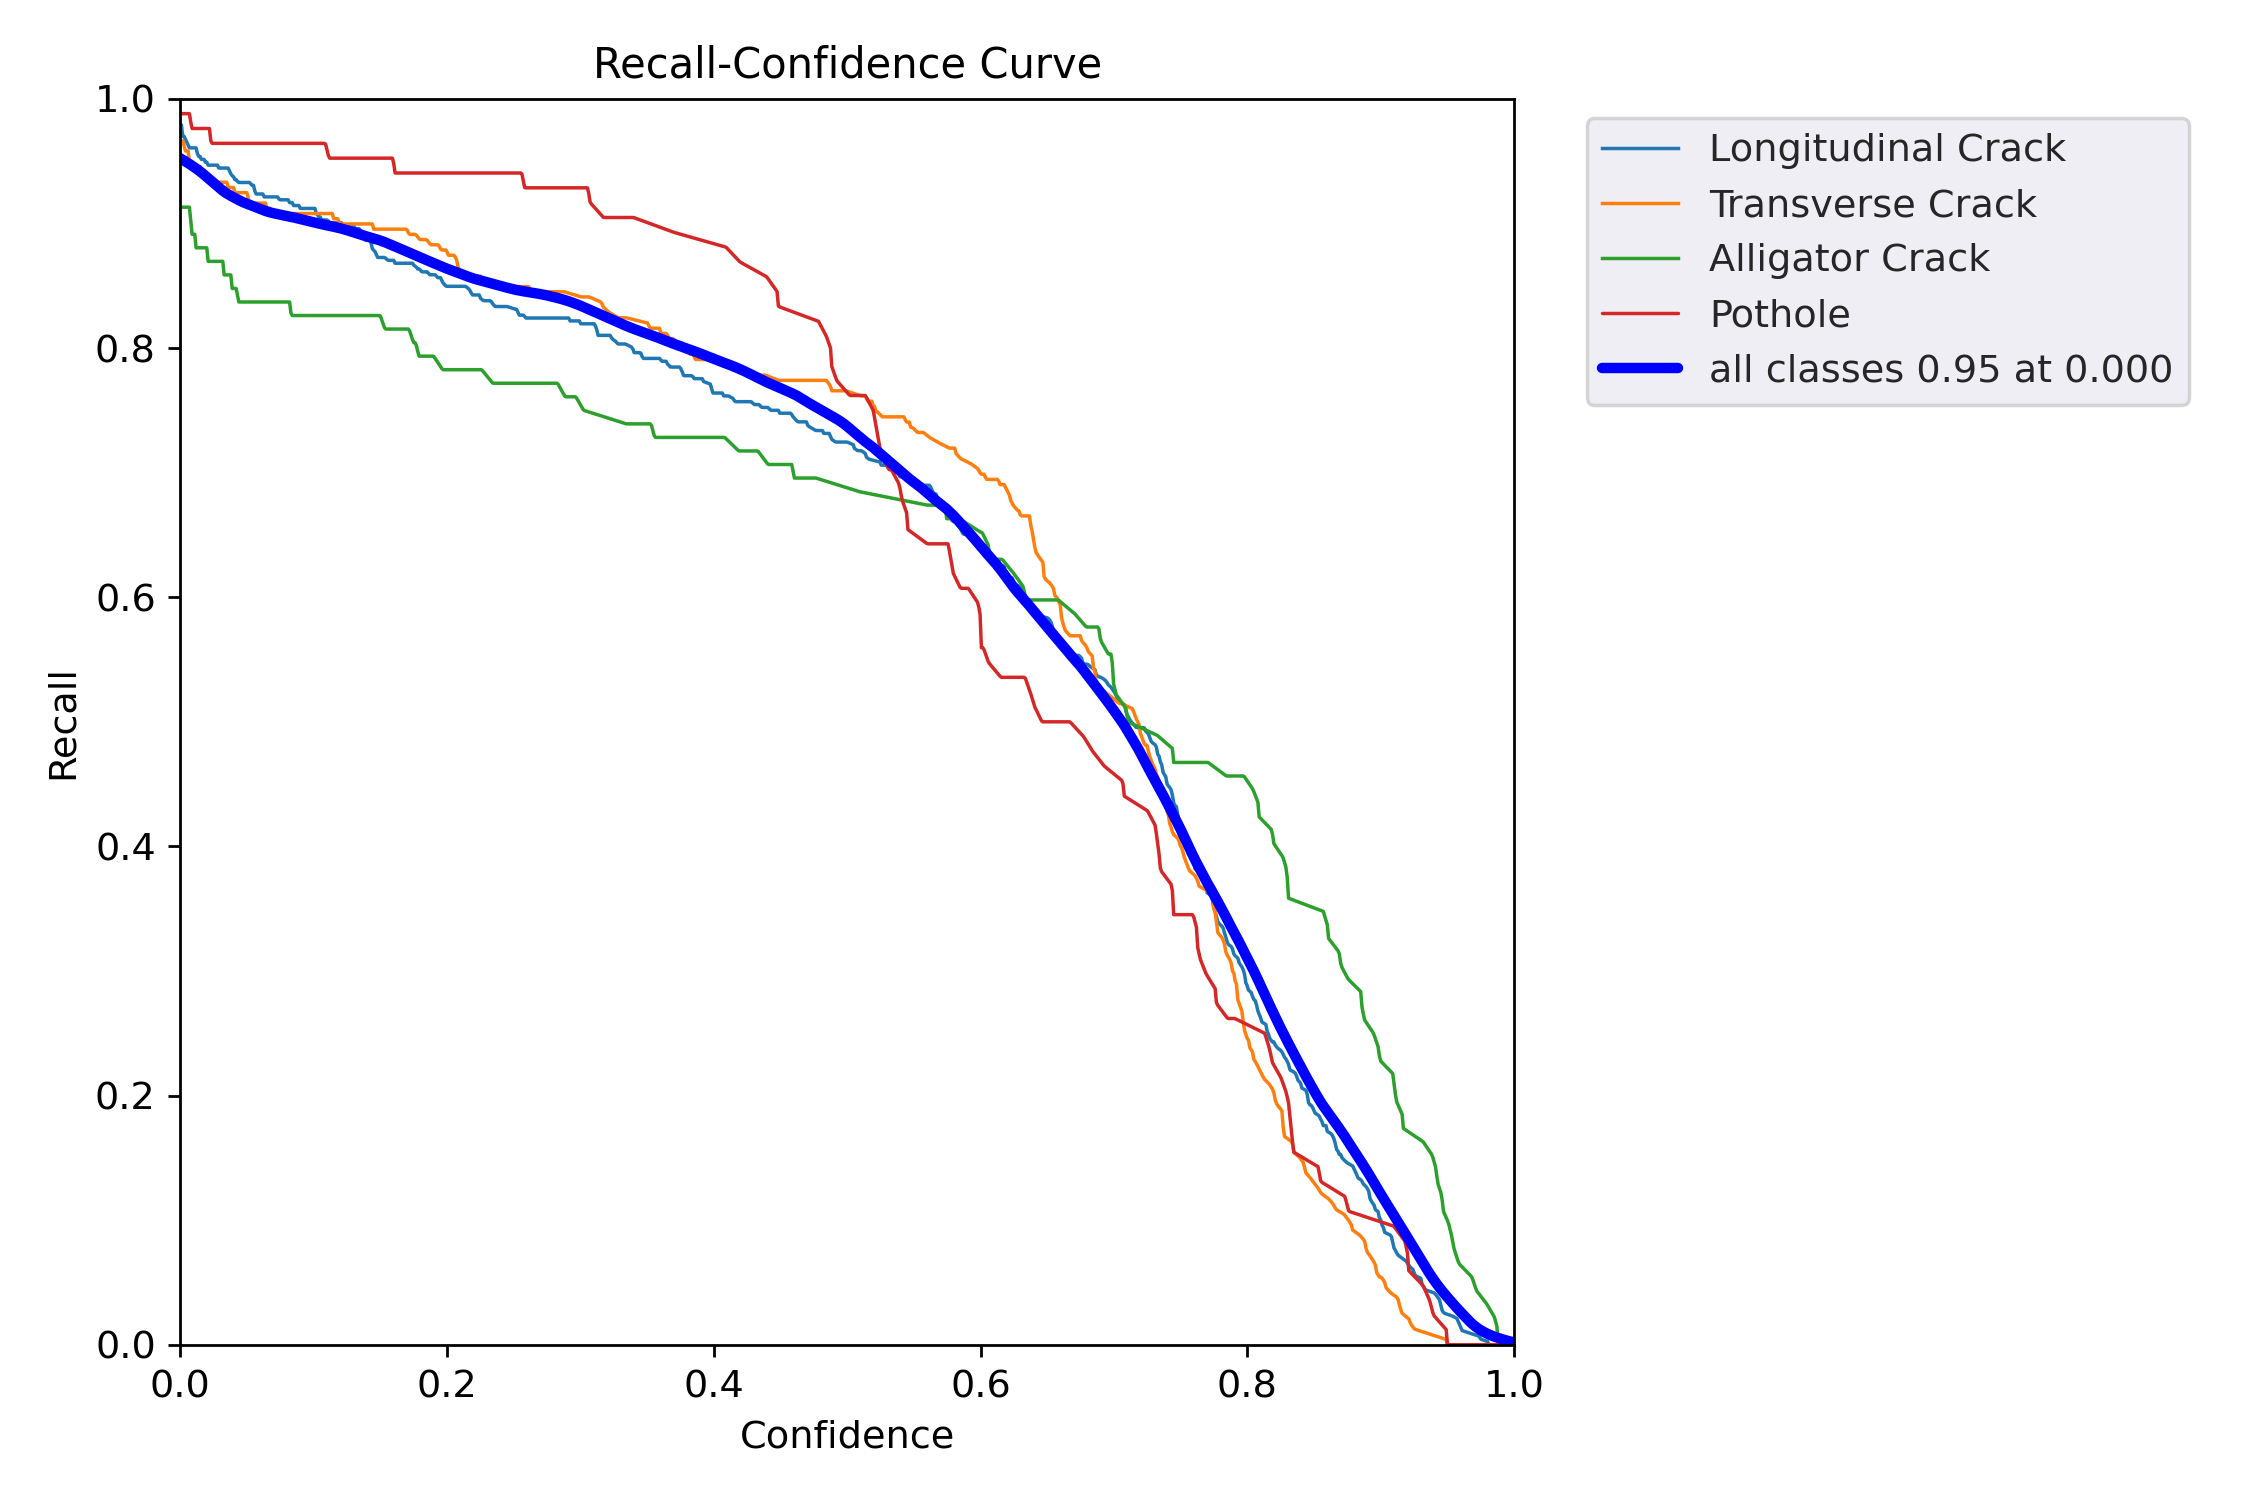 Recall-Confidence Curve
1.0
0.8
0.6
0.4
0.2
0.0
Recall
0.0 0.2 0.4 0.6 0.8 1.0
Confidence
Longitudinal Crack
Transverse Crack
Alligator Crack
Pothole
all classes 0.95 at 0.000